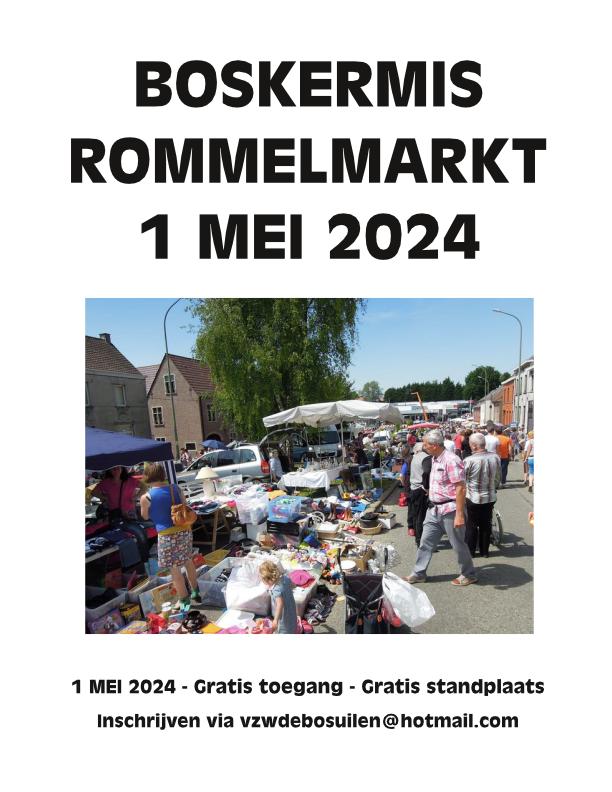 BOSKERMIS
ROMMELMARKT
1 MEI 2024
1 MEI 2024 - Gratis toegang - Gratis standplaats
Inschrijven via vzwdebosuilen@hotmail.com